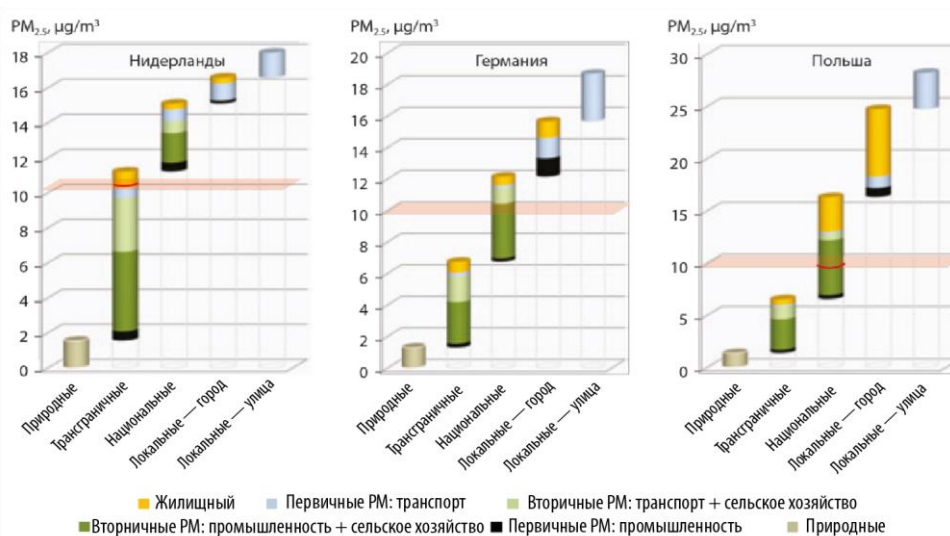 PM2.5, µg/m³
Нидерланды
18
16
14
12
10
8
6
4
2
0
Природные
Трансграничные
Национальные
Локальные — город
Локальные — улица
PM2.5, µg/m³
Германия
20
18
16
14
12
10
8
6
4
2
0
Природные
Трансграничные
Национальные
Локальные — город
Локальные — улица
PM2.5, µg/m³
Польша
30
25
20
15
10
5
0
Природные
Трансграничные
Национальные
Локальные — город
Локальные — улица
Жилищный Первичные PM: транспорт Вторичные PM: транспорт + сельское хозяйство
Вторничные PM: промышленность + сельское хозяйство Первичные PM: промышленность Природные